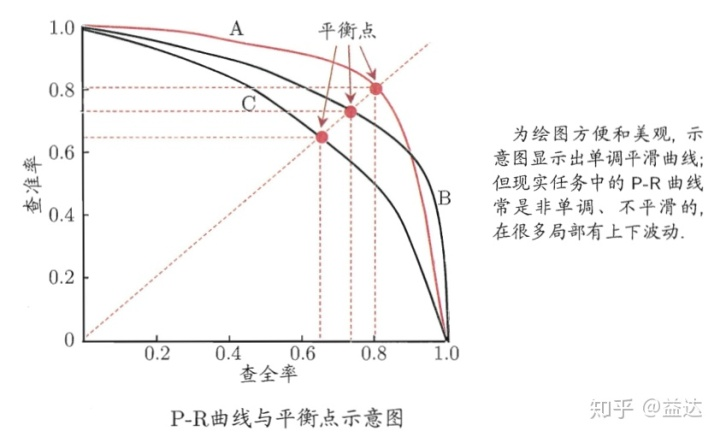 1.0
A
平衡点
0.8
C
0.6
查准率
B
0.4
0.2
0
0.2
0.4
0.6
0.8
1.0
查全率
P-R曲线与平衡点示意图
为绘图方便和美观, 示
意图显示出单调平滑曲线;
但现实任务中的 P-R 曲线
常是非单调、不平滑的,
在很多局部有上下波动.
知乎 @益达